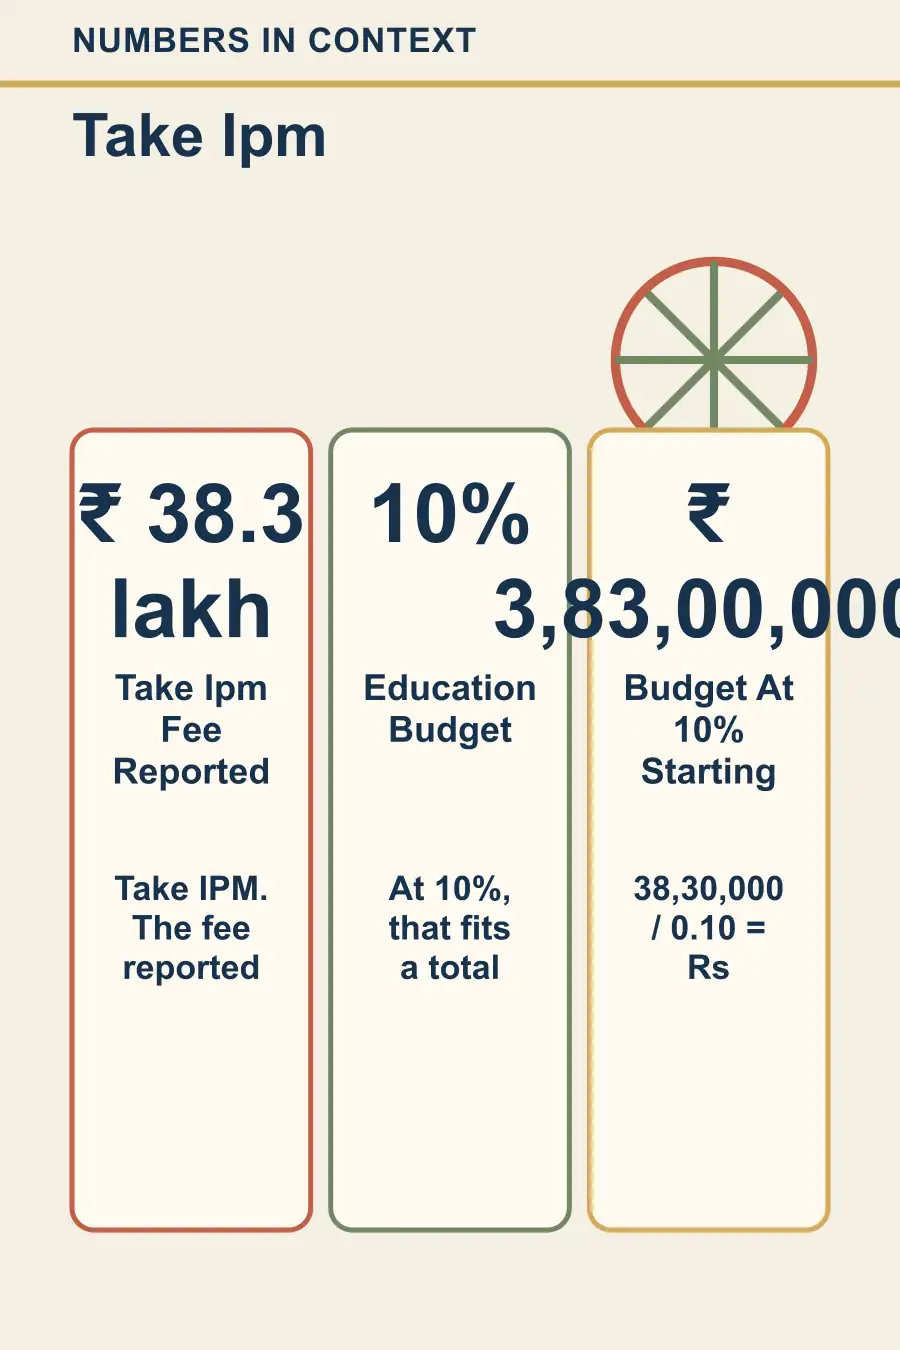 NUMBERS IN CONTEXT
Take Ipm
₹ 38.3
lakh
Take Ipm
Fee
Reported
Take IPM.
The fee
reported
10%
Education
Budget
At 10%,
that fits
a total
₹
3,83,00,000
Budget At
10%
Starting
38,30,000
/ 0.10 =
Rs